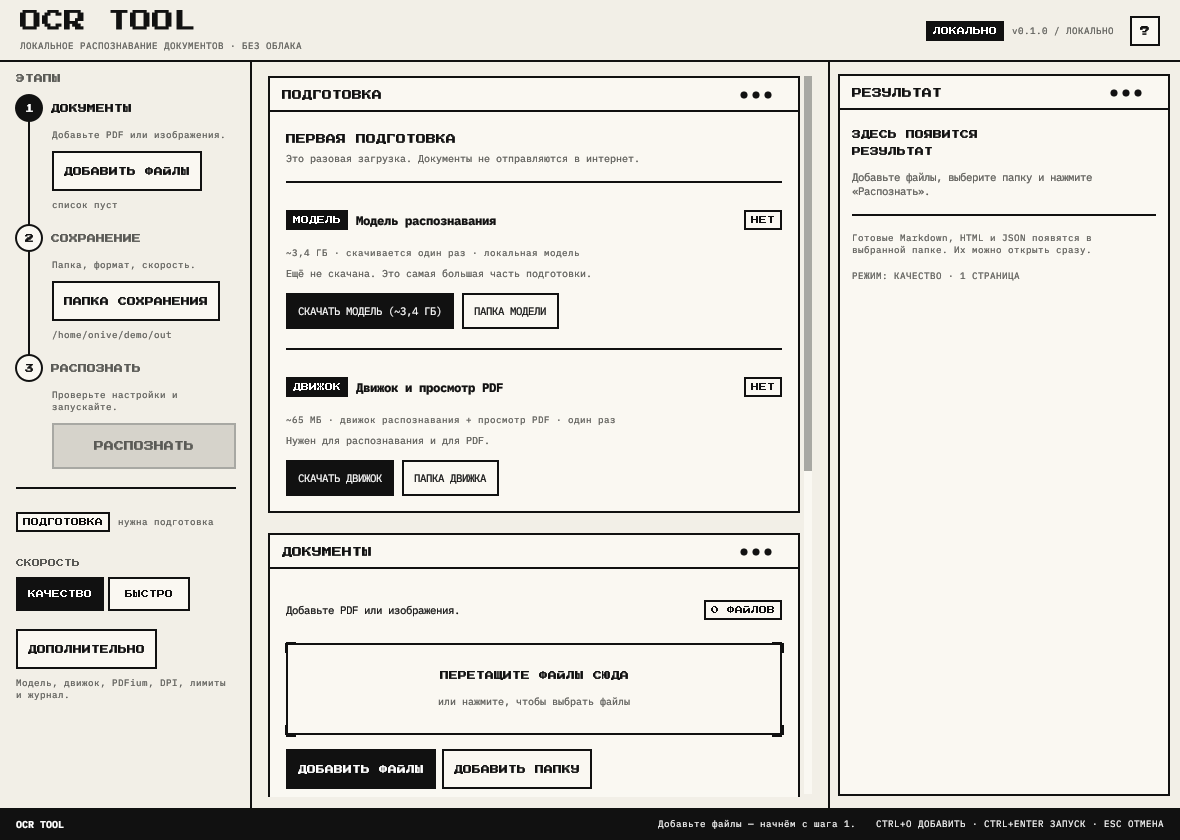 OCR TOOL
ЛОКАЛЬНОЕ РАСПОЗНАВАНИЕ ДОКУМЕНТОВ · БЕЗ ОБЛАКА
ЛОКАЛЬНО
v0.1.0 / ЛОКАЛЬНО
?
ЭТАПЫ
1 ДОКУМЕНТЫ
Добавьте PDF или изображения.
ДОБАВИТЬ ФАЙЛЫ
список пуст
2 СОХРАНЕНИЕ
Папка, формат, скорость.
ПАПКА СОХРАНЕНИЯ
/home/onive/demo/out
3 РАСПОЗНАТЬ
Проверьте настройки и
запускайте.
РАСПОЗНАТЬ
ПОДГОТОВКА нужна подготовка
СКОРОСТЬ
КАЧЕСТВО БЫСТРО
ДОПОЛНИТЕЛЬНО
Модель, движок, PDFium, DPI, лимиты
и журнал.
ПОДГОТОВКА
ПЕРВАЯ ПОДГОТОВКА
Это разовая загрузка. Документы не отправляются в интернет.
МОДЕЛЬ Модель распознавания НЕТ
~3,4 ГБ · скачивается один раз · локальная модель
Ещё не скачана. Это самая большая часть подготовки.
СКАЧАТЬ МОДЕЛЬ (~3,4 ГБ) ПАПКА МОДЕЛИ
ДВИЖОК Движок и просмотр PDF НЕТ
~65 МБ · движок распознавания + просмотр PDF · один раз
Нужен для распознавания и для PDF.
СКАЧАТЬ ДВИЖОК ПАПКА ДВИЖКА
ДОКУМЕНТЫ
Добавьте PDF или изображения. 0 ФАЙЛОВ
ПЕРЕТАЩИТЕ ФАЙЛЫ СЮДА
или нажмите, чтобы выбрать файлы
ДОБАВИТЬ ФАЙЛЫ ДОБАВИТЬ ПАПКУ
РЕЗУЛЬТАТ
ЗДЕСЬ ПОЯВИТСЯ
РЕЗУЛЬТАТ
Добавьте файлы, выберите папку и нажмите
«Распознать».
Готовые Markdown, HTML и JSON появятся в
выбранной папке. Их можно открыть сразу.
РЕЖИМ: КАЧЕСТВО · 1 СТРАНИЦА
OCR TOOL
Добавьте файлы — начнём с шага 1.
CTRL+O ДОБАВИТЬ · CTRL+ENTER ЗАПУСК · ESC ОТМЕНА